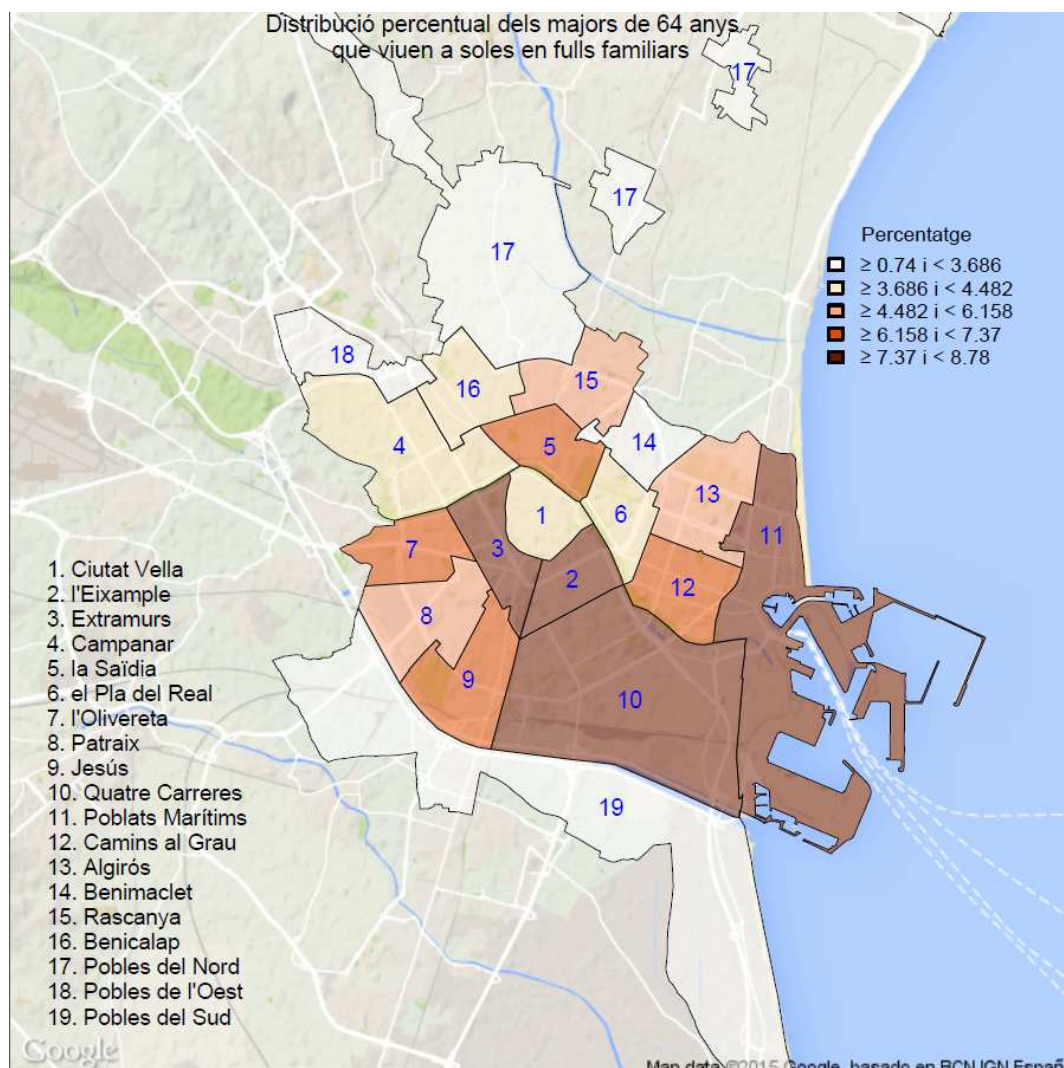 Distribució percentual dels majors de 64 anys
que viuen a soles en fulls familiars
17
17
17
Percentatge
≥ 0.74 i < 3.686
≥ 3.686 i < 4.482
≥ 4.482 i < 6.158
≥ 6.158 i < 7.37
≥ 7.37 i < 8.78
18
16
15
4
5
14
13
1
6
11
3
7
2
12
8
9
10
19
1. Ciutat Vella
2. l'Eixample
3. Extramurs
4. Campanar
5. la Saïdia
6. el Pla del Real
7. l'Olivereta
8. Patraix
9. Jesús
10. Quatre Carreres
11. Poblats Marítims
12. Camins al Grau
13. Algirós
14. Benimaclet
15. Rascanya
16. Benicalap
17. Pobles del Nord
18. Pobles de l'Oest
19. Pobles del Sud
Google
Map data ©2015 Google, basado en BCN IGN Españ